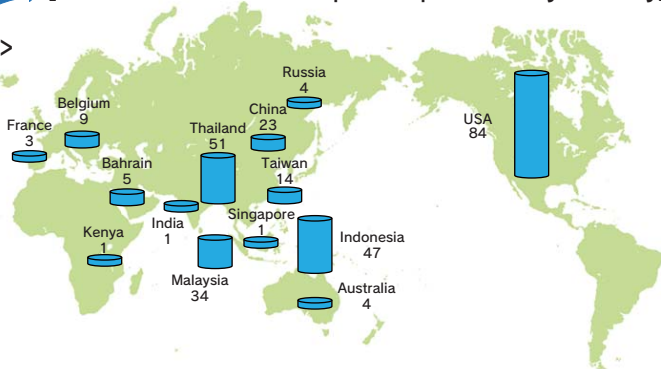 >
Russia
4
Belgium
9
China
23
France
3
Thailand
51
USA
84
Bahrain
5
Taiwan
14
India
1
Singapore
1
Kenya
1
Indonesia
47
Malaysia
34
Australia
4